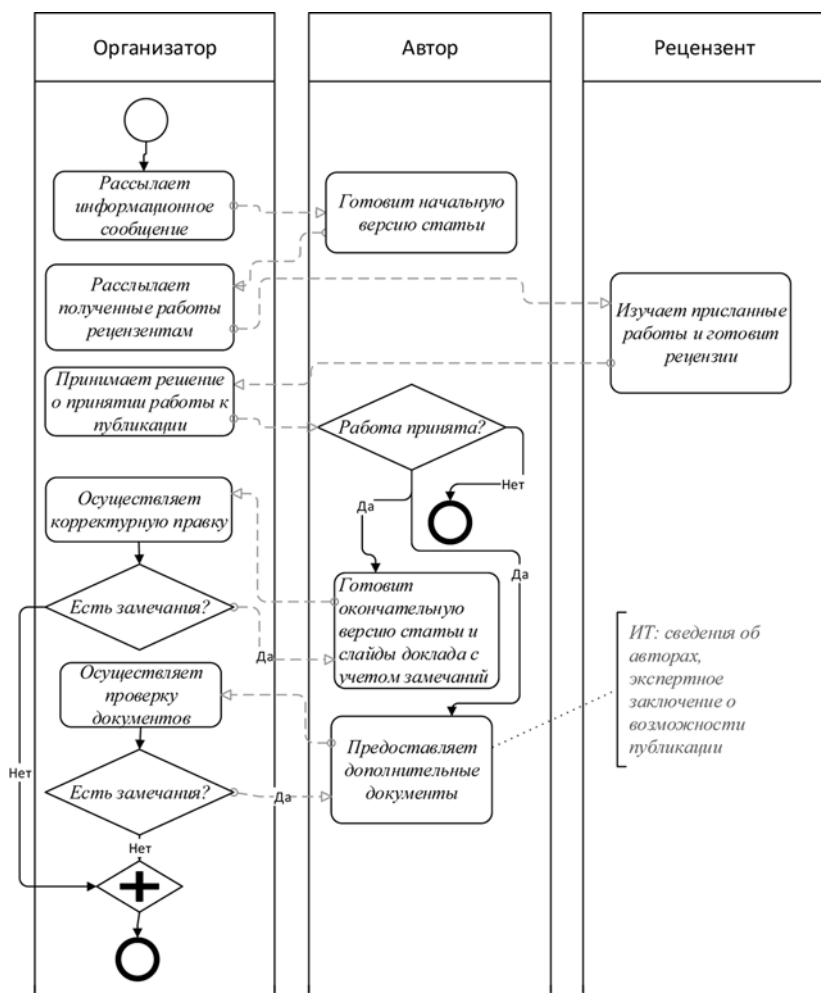 Организатор
Автор
Рецензент
Рассылает
информационное
сообщение
Готовит начальную
версию статьи
Расслылает
полученные работы
рецензентам
Изучает присланные
работы и готовит
рецензии
Принимает решение
о принятии работы к
публикации
Работа принята?
Нет
Да
Да
Осуществляет
корректурную правку
Есть замечания?
Да
Готовит
окончательную
версию статьи и
слайды доклада с
учетом замечаний
ИТ: сведения об
авторах,
экспертное
заключение о
возможности
публикации
Осуществляет
проверку
документов
Предоставляет
дополнительные
документы
Нет
Есть замечания?
Да
Нет